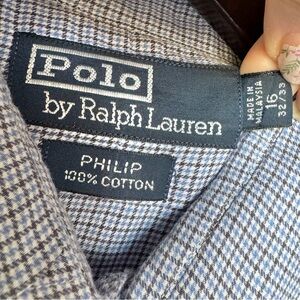 Polo
by Ralph Lauren
PHILIP
100% COTTON
MADE IN
MALAYSIA
16
32/33